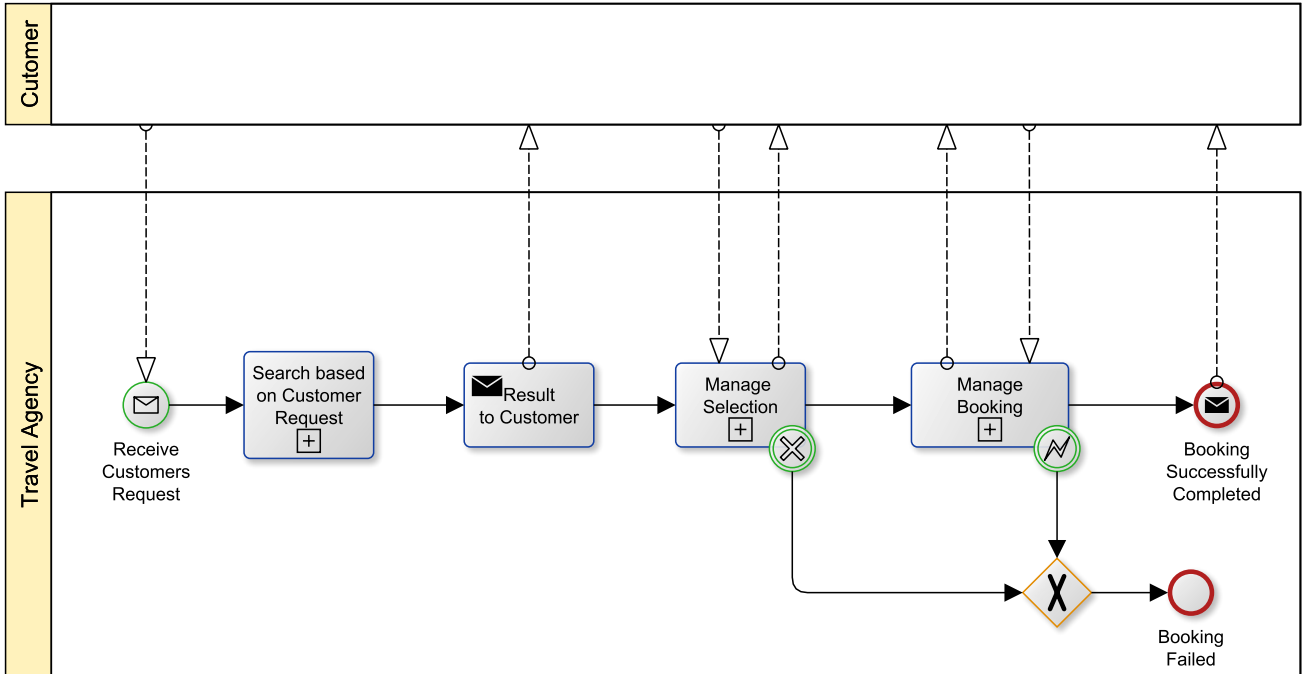 Cutomer
Travel Agency
Receive
Customers
Request
Search based
on Customer
Request
Result
to Customer
Manage
Selection
Manage
Booking
Booking
Successfully
Completed
Booking
Failed